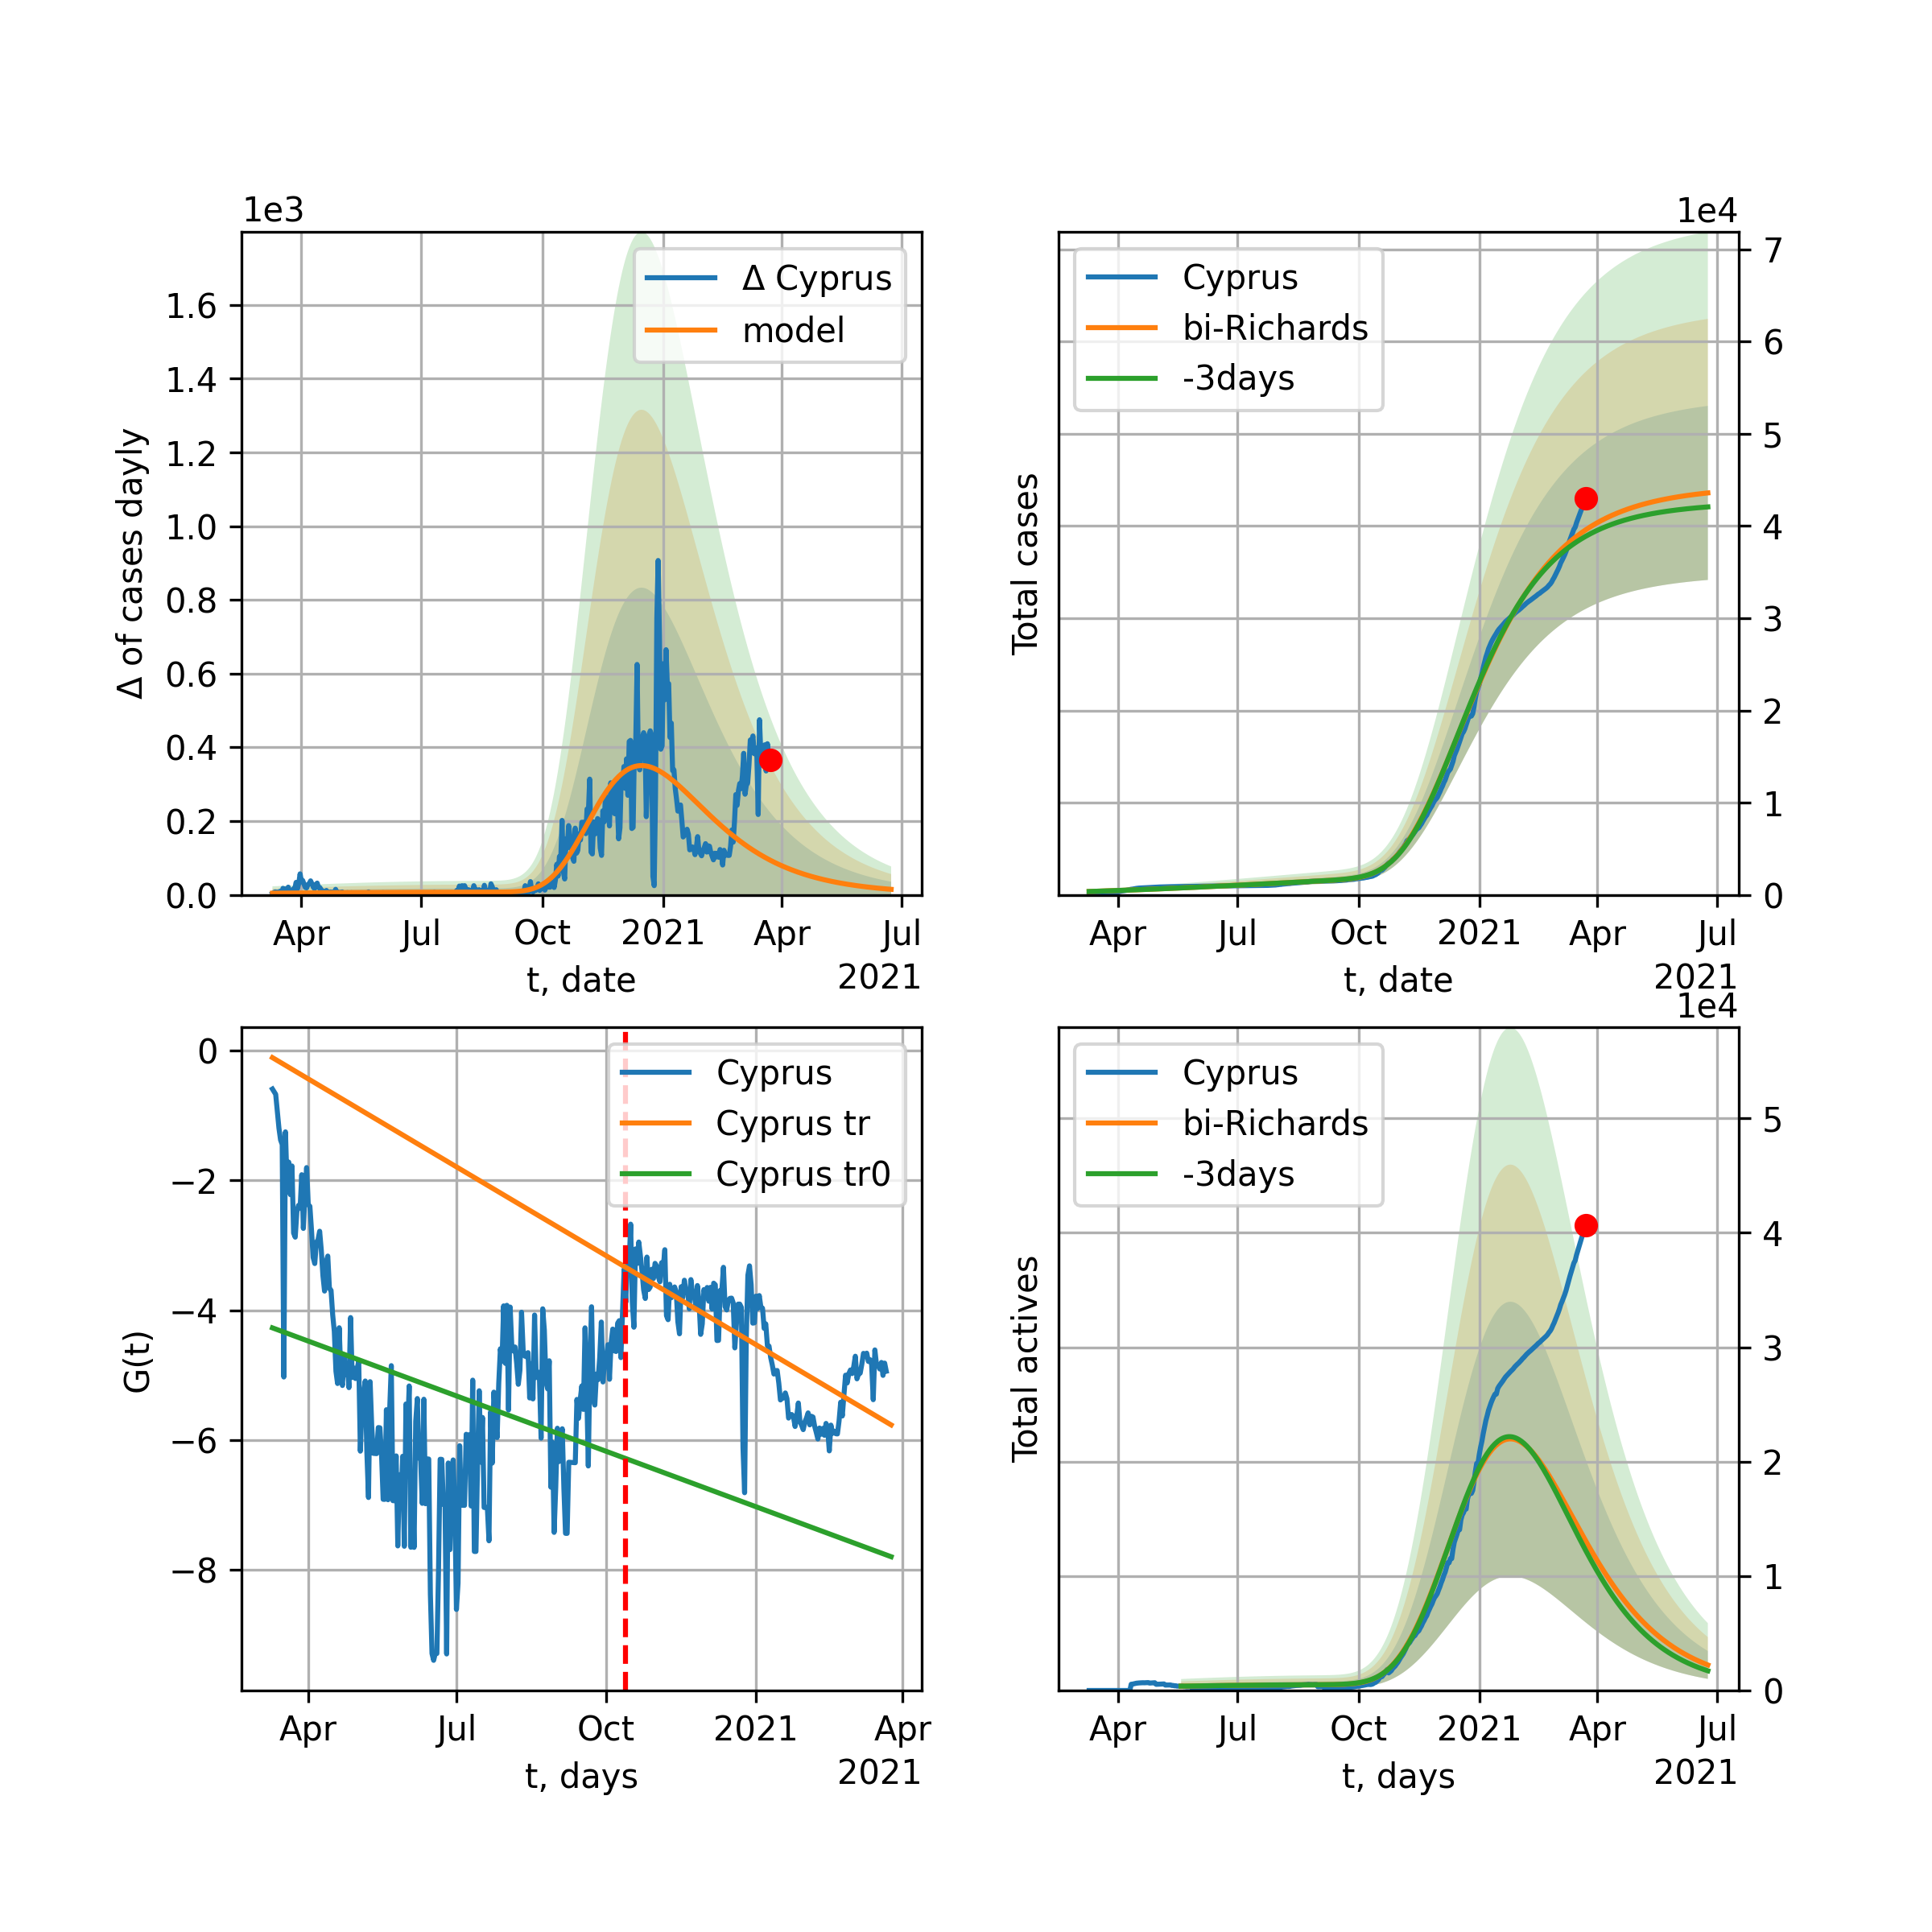 1e3
Δ of cases dayly
1.6
1.4
1.2
1.0
0.8
0.6
0.4
0.2
0.0
Δ Cyprus
model
Apr Jul Oct 2021 Apr Jul
t, date
2021
1e4
Total cases
7
6
5
4
3
2
1
0
Cyprus
bi-Richards
-3days
Apr Jul Oct 2021 Apr Jul
t, date
2021
G(t)
0
−2
−4
−6
−8
Cyprus
Cyprus tr
Cyprus tr0
Apr Jul Oct 2021 Apr
t, days
2021
1e4
Total actives
5
4
3
2
1
0
Cyprus
bi-Richards
-3days
Apr Jul Oct 2021 Apr Jul
t, days
2021